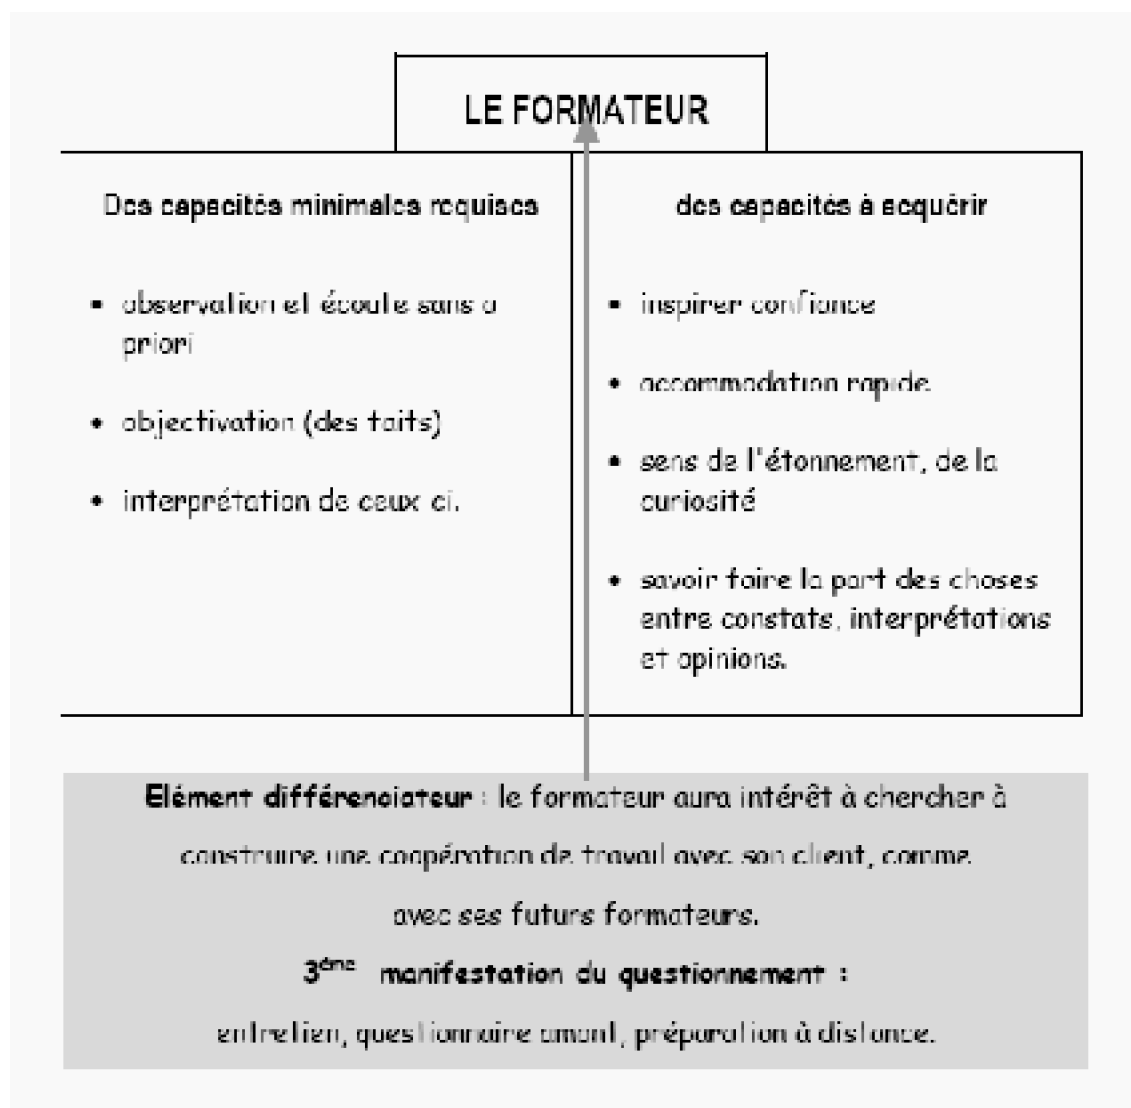 LE FORMATEUR
Des capacités minimales requises
des capacités à acquérir
• observation et écoute sans a
priori
• objectivation (des faits)
• interprétation de ceux ci.
• inspirer confiance
• accommodation rapide
• sens de l'étonnement, de la
curiosité
• savoir faire la part des choses
entre constats, interprétations
et opinions.
Elément différenciateur : le formateur aura intérêt à chercher à
construire une coopération de travail avec son client, comme
avec ses futurs formateurs.
3ème manifestation du questionnement :
entretien, questionnaire amont, préparation à distance.